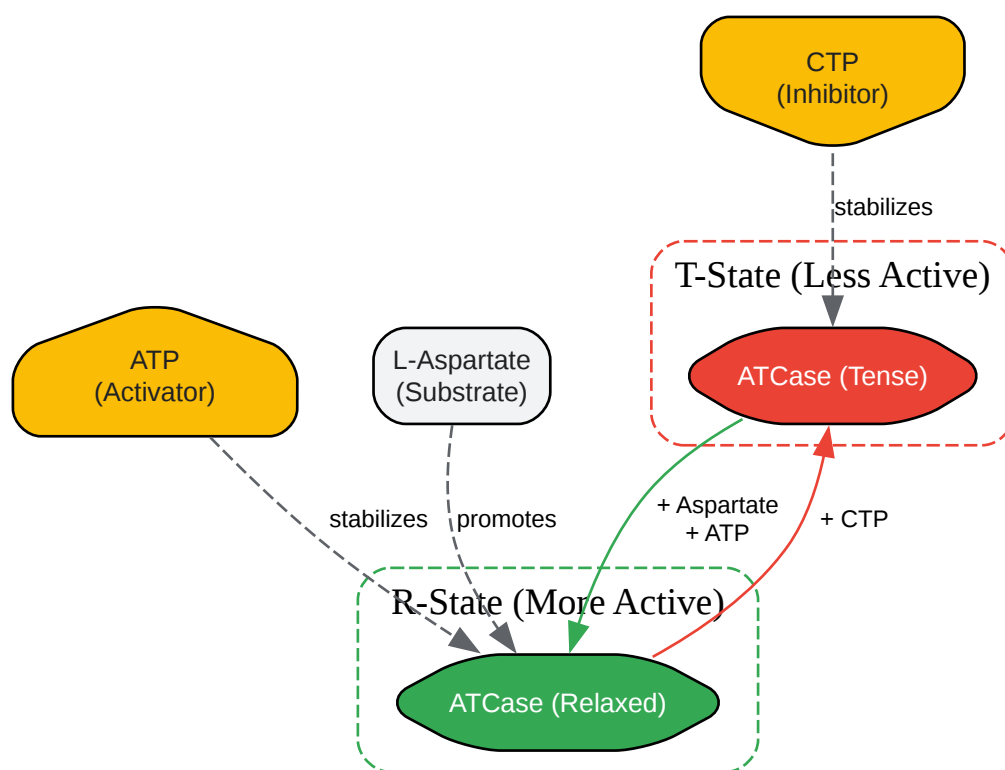 CTP
(Inhibitor)
stabilizes
T-State (Less Active)
ATP
(Activator)
L-Aspartate
(Substrate)
ATCase (Tense)
stabilizes
promotes
+ Aspartate
+ ATP
+ CTP
R-State (More Active)
ATCase (Relaxed)